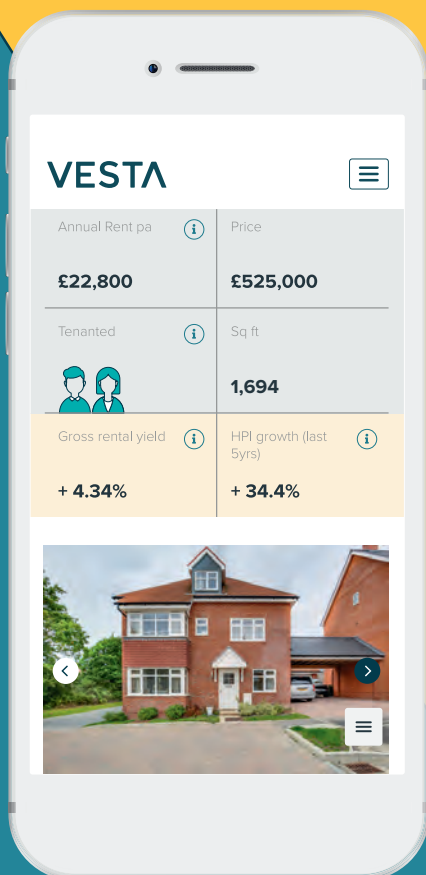 VESTA
Annual Rent pa
Price
£22,800
£525,000
Tenanted
Sq ft
1,694
Gross rental yield
HPI growth (last
5yrs)
+ 4.34%
+ 34.4%